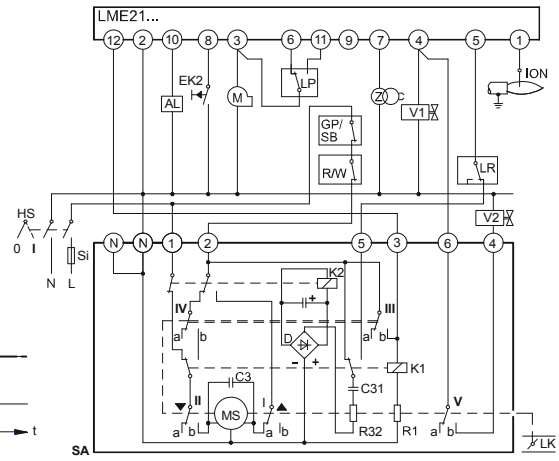 LME21...
12 2 10 8 3 6 11 9 7 4 5 1
EK2
AL
M
LP
Z
C
V1
ION
GP/
SB
R/W
LR
HS
0 I
Si
N L
V2
N N 1 2 5 3 6 4
K2
+
IV
a b
III
a b
D
- +
K1
C3
C31
II
I
V
MS
a b
a b
R32
R1
a b
t
SA
LK